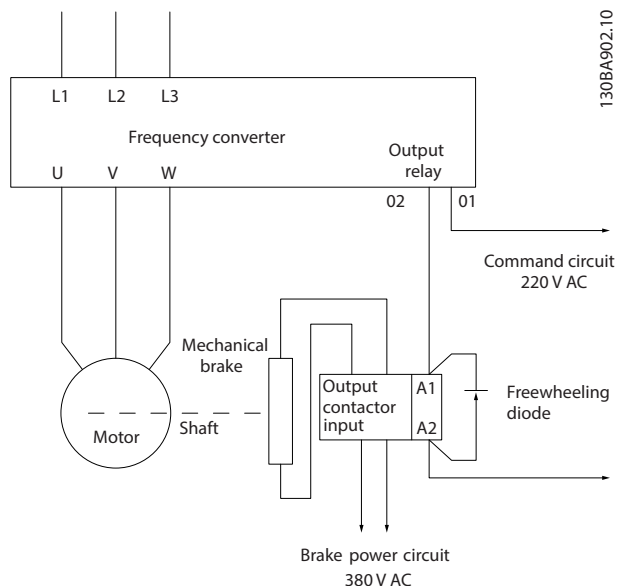 130BA902.10
L1 L2 L3
Frequency converter
U V W
Output
relay
02 01
Command circuit
220 V AC
Mechanical
brake
Output
contactor
input
A1
A2
Freewheeling
diode
Motor
Shaft
Brake power circuit
380 V AC